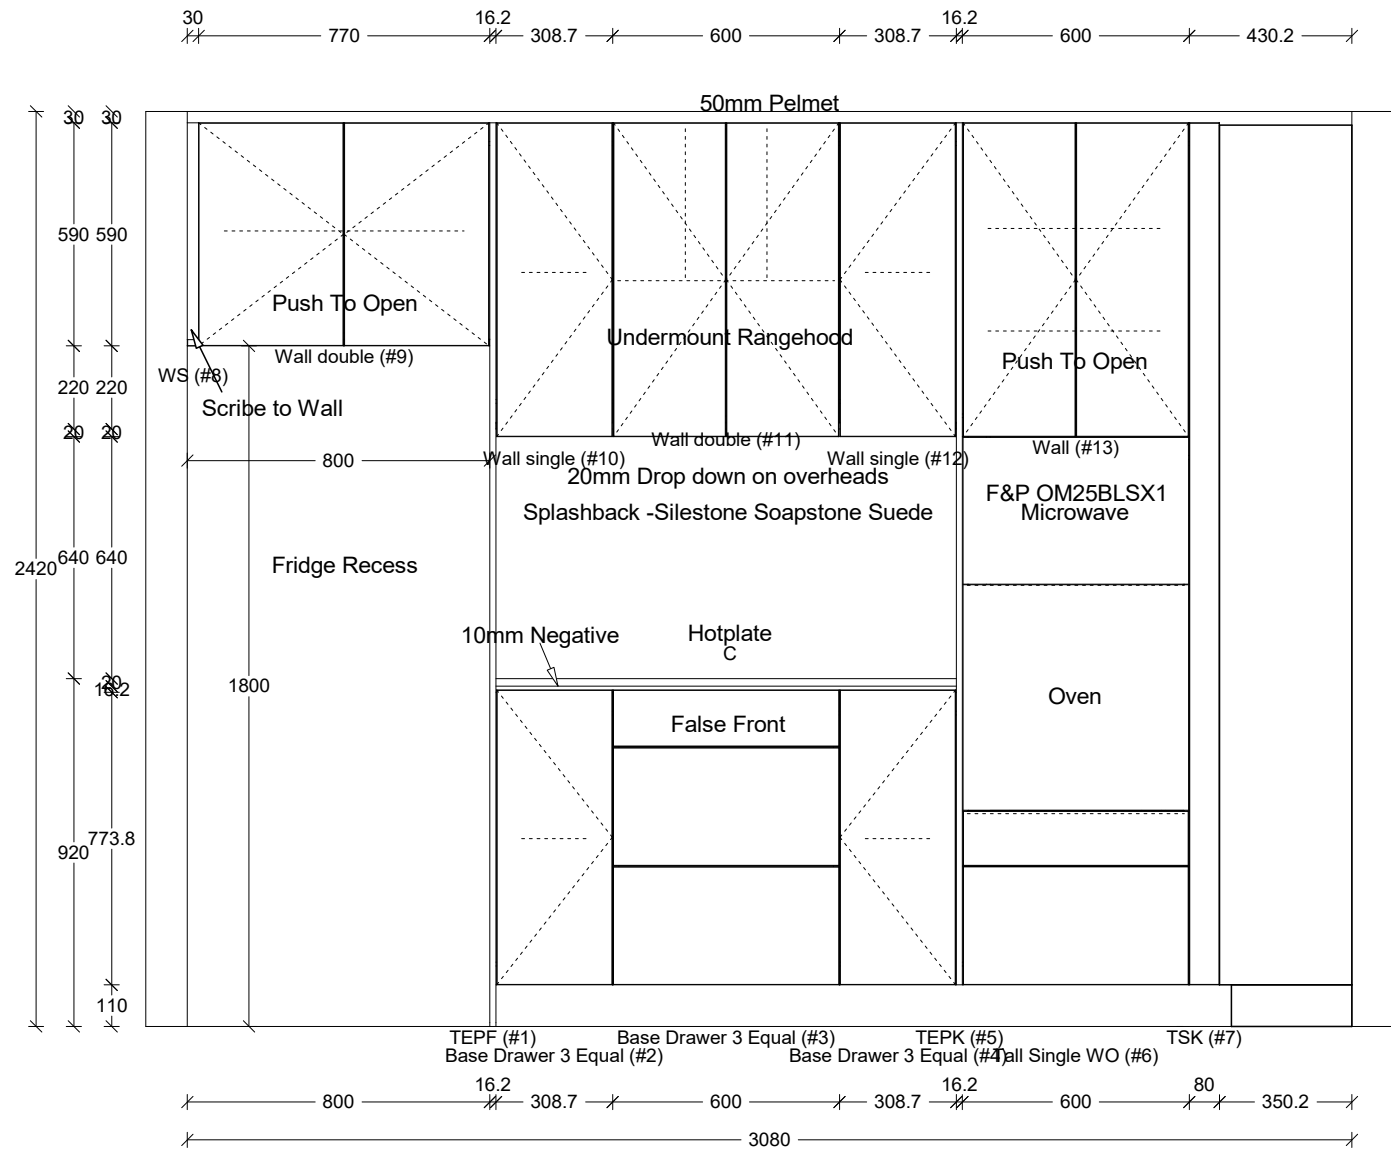 30
16.2
16.2
770
308.7
600
308.7
600
430.2
50mm Pelmet
30
30
590
590
Push To Open
Undermount Rangehood
Push To Open
Wall double (#9)
WS (#8)
220
220
Scribe to Wall
20
20
Wall double (#11)
Wall (#13)
800
Wall single (#10)
Wall single (#12)
20mm Drop down on overheads
F&P OM25BLSX1
Microwave
Splashback -Silestone Soapstone Suede
640
640
2420
Fridge Recess
10mm Negative
Hotplate
C
20
16.2
1800
Oven
False Front
773.8
920
110
TEPF (#1)
Base Drawer 3 Equal (#3)
TEPK (#5)
TSK (#7)
Base Drawer 3 Equal (#2)
Base Drawer 3 Equal (#4)
Tall Single WO (#6)
16.2
16.2
80
800
308.7
600
308.7
600
350.2
3080